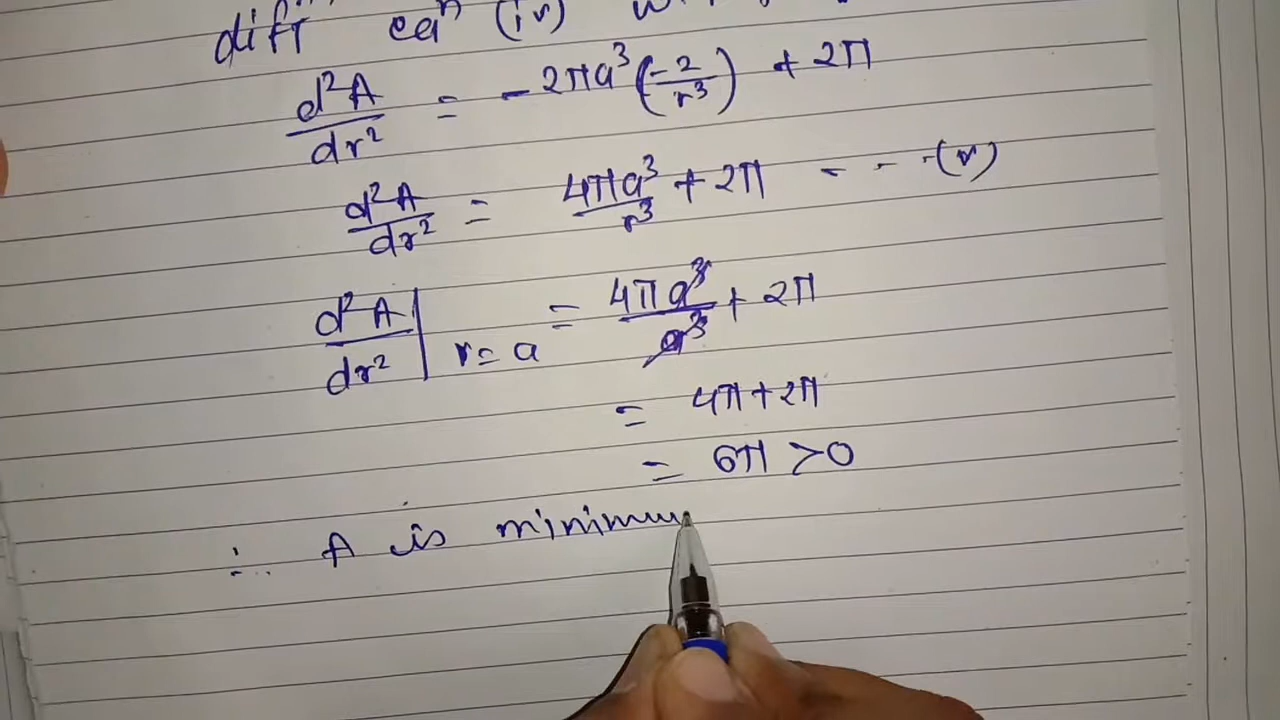 diff eqⁿ (iv)
d²A/dr² = -2πa³(-2/r³) + 2π
d²A/dr² = 4πa³/r³ + 2π - - -(v)
d²A/dr²|r=a = 4πa³/a³ + 2π
= 4π+2π
= 6π >0
∴ A is minimum